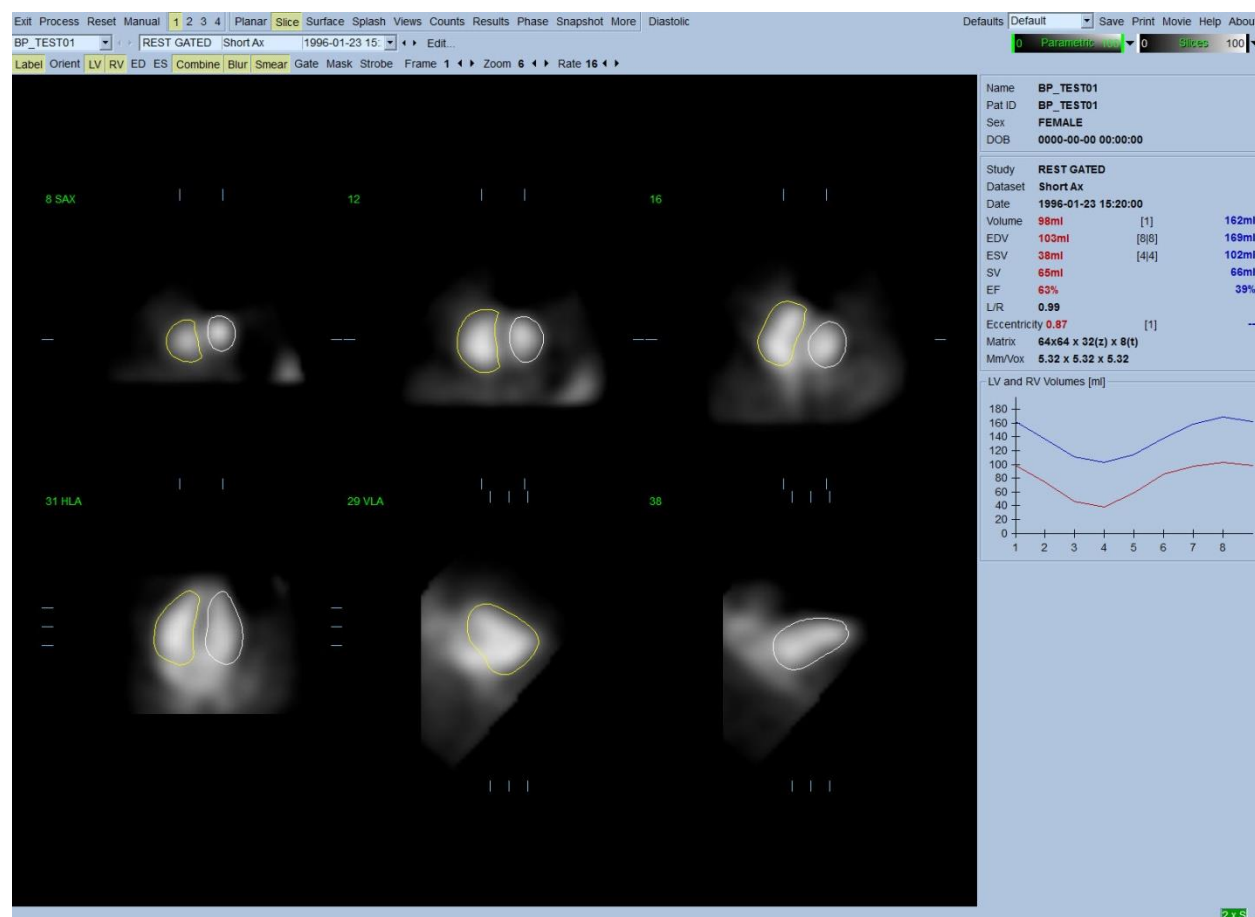 Exit Process Reset Manual 1 2 3 4 Planar Slice Surface Splash Views Counts Results Phase Snapshot More Diastolic Defaults Default Save Print Movie Help Abou
BP_TEST01 REST GATED Short Ax 1996-01-23 15: Edit... 0 Parametric 100 0 Slices 100
Label Orient LV RV ED ES Combine Blur Smear Gate Mask Strobe Frame 1 Zoom 6 Rate 16
8 SAX 12 16
31 HLA 29 VLA 38
Name BP_TEST01
Pat ID BP_TEST01
Sex FEMALE
DOB 0000-00-00 00:00:00
Study REST GATED
Dataset Short Ax
Date 1996-01-23 15:20:00
Volume 98ml [1] 162ml
EDV 103ml [8|8] 169ml
ESV 38ml [4|4] 102ml
SV 65ml 66ml
EF 63% 39%
L/R 0.99
Eccentricity 0.87 [1] --
Matrix 64x64 x 32(z) x 8(t)
Mm/Vox 5.32 x 5.32 x 5.32
LV and RV Volumes [ml]
180
160
140
120
100
80
60
40
20
0
1 2 3 4 5 6 7 8
2 x S